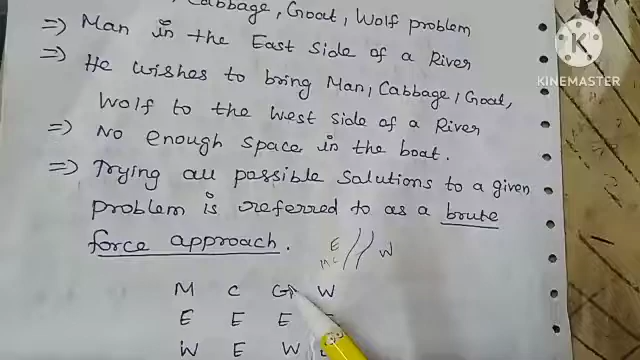 Cabbage, Goat, Wolf problem
=> Man in the East side of a River
=> He wishes to bring Man, Cabbage, Goat,
Wolf to the West side of a River
=> No enough space in the boat.
=> Trying all possible solutions to a given
problem is referred to as a brute
force approach.
E W
M C
M C G W
E E E
W E W
KINEMASTER